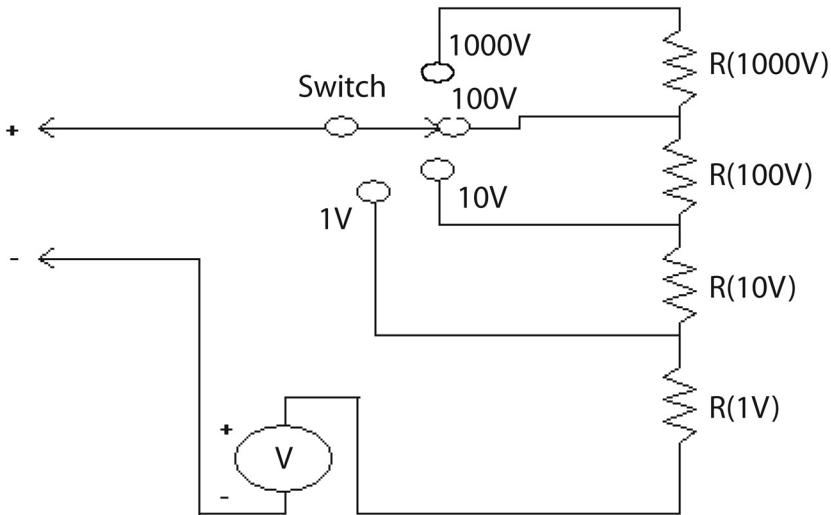 1000V
R(1000V)
Switch
100V
+
R(100V)
10V
1V
-
R(10V)
R(1V)
+
V
-